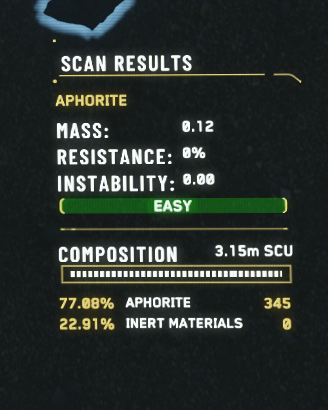 SCAN RESULTS
APHORITE
MASS: 0.12
RESISTANCE: 0%
INSTABILITY: 0.00
EASY
COMPOSITION 3.15m SCU
77.08% APHORITE 345
22.91% INERT MATERIALS 0